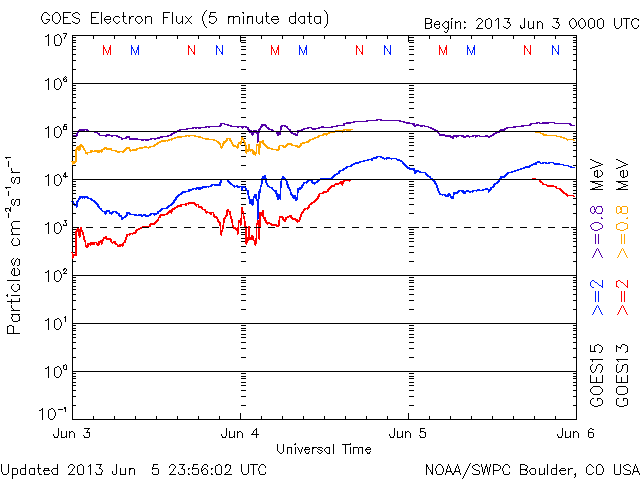 GOES Electron Flux (5 minute data)
Begin: 2013 Jun 3 0000 UTC
M M N N M M N N M M N N
10⁷
10⁶
10⁵
10⁴
10³
10²
10¹
10⁰
10⁻¹
Particles cm⁻²s⁻¹sr⁻¹
Jun 3 Jun 4 Jun 5 Jun 6
Universal Time
GOES15 >=2 >=0.8 MeV
GOES13 >=2 >=0.8 MeV
Updated 2013 Jun 5 23:56:02 UTC
NOAA/SWPC Boulder, CO USA